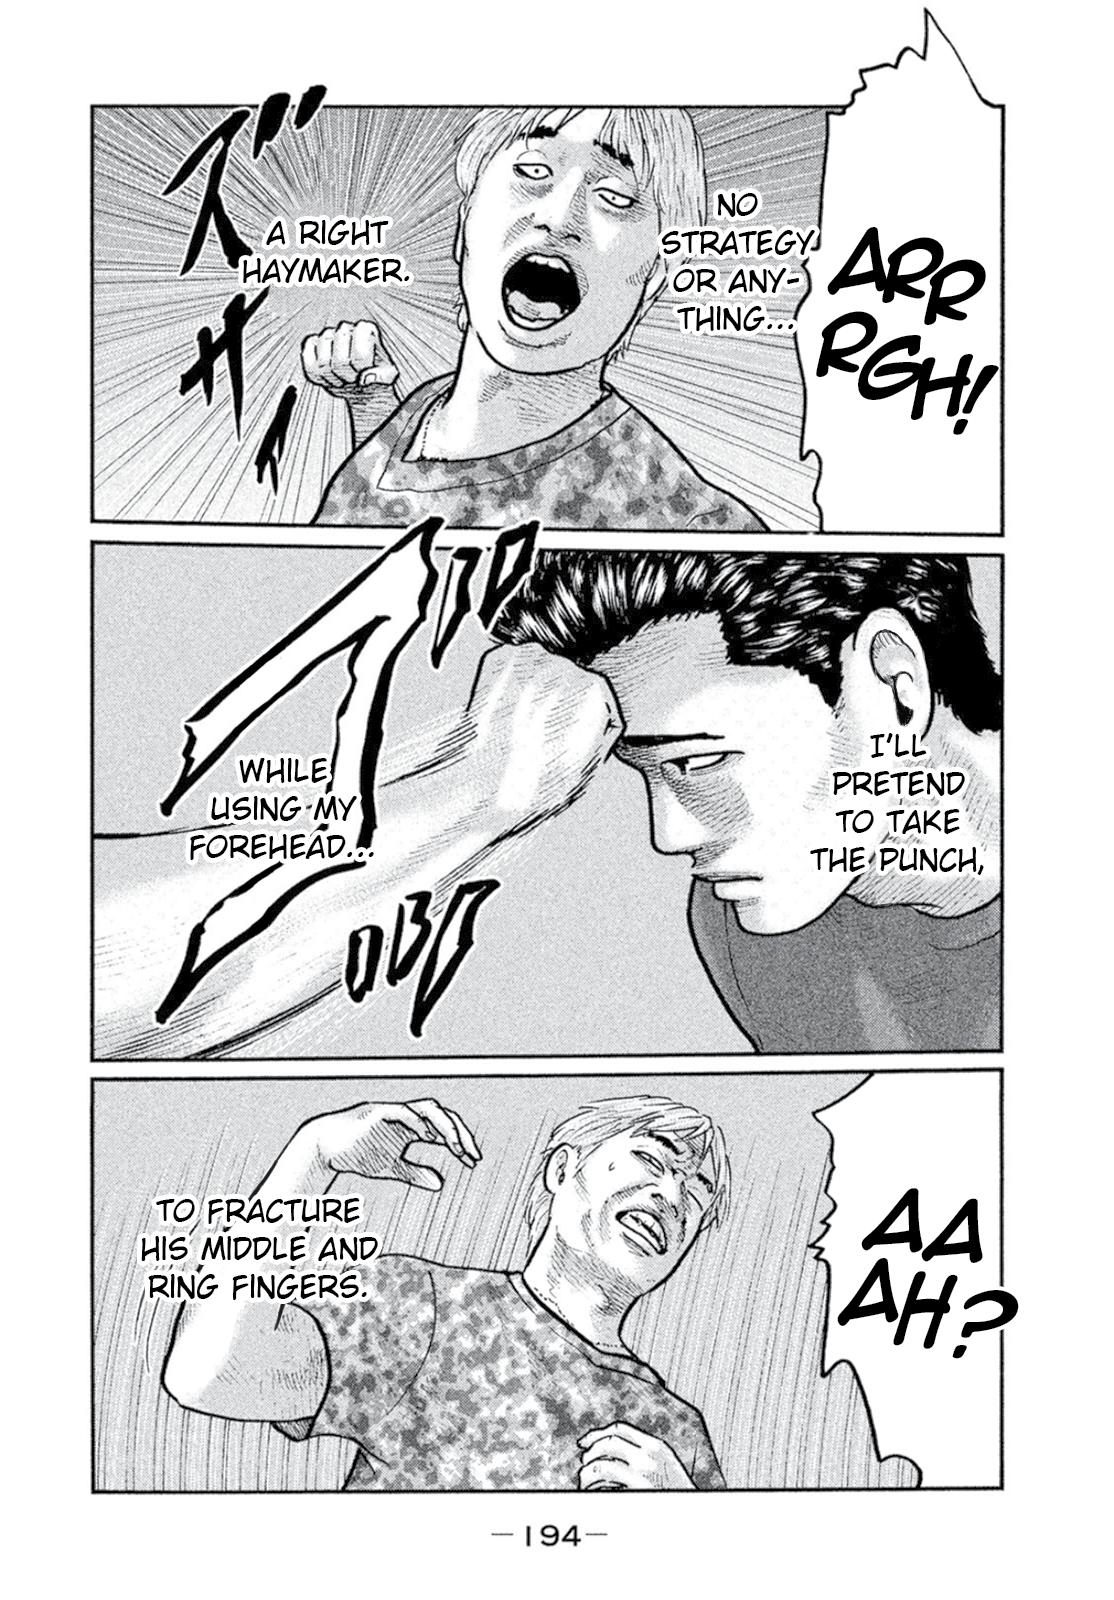 ARR
RGH!
NO
STRATEGY
OR ANY-
THING...
A RIGHT
HAYMAKER.
I'LL
PRETEND
TO TAKE
THE PUNCH,
WHILE
USING MY
FOREHEAD...
AA
AH?
TO FRACTURE
HIS MIDDLE AND
RING FINGERS.
—194—